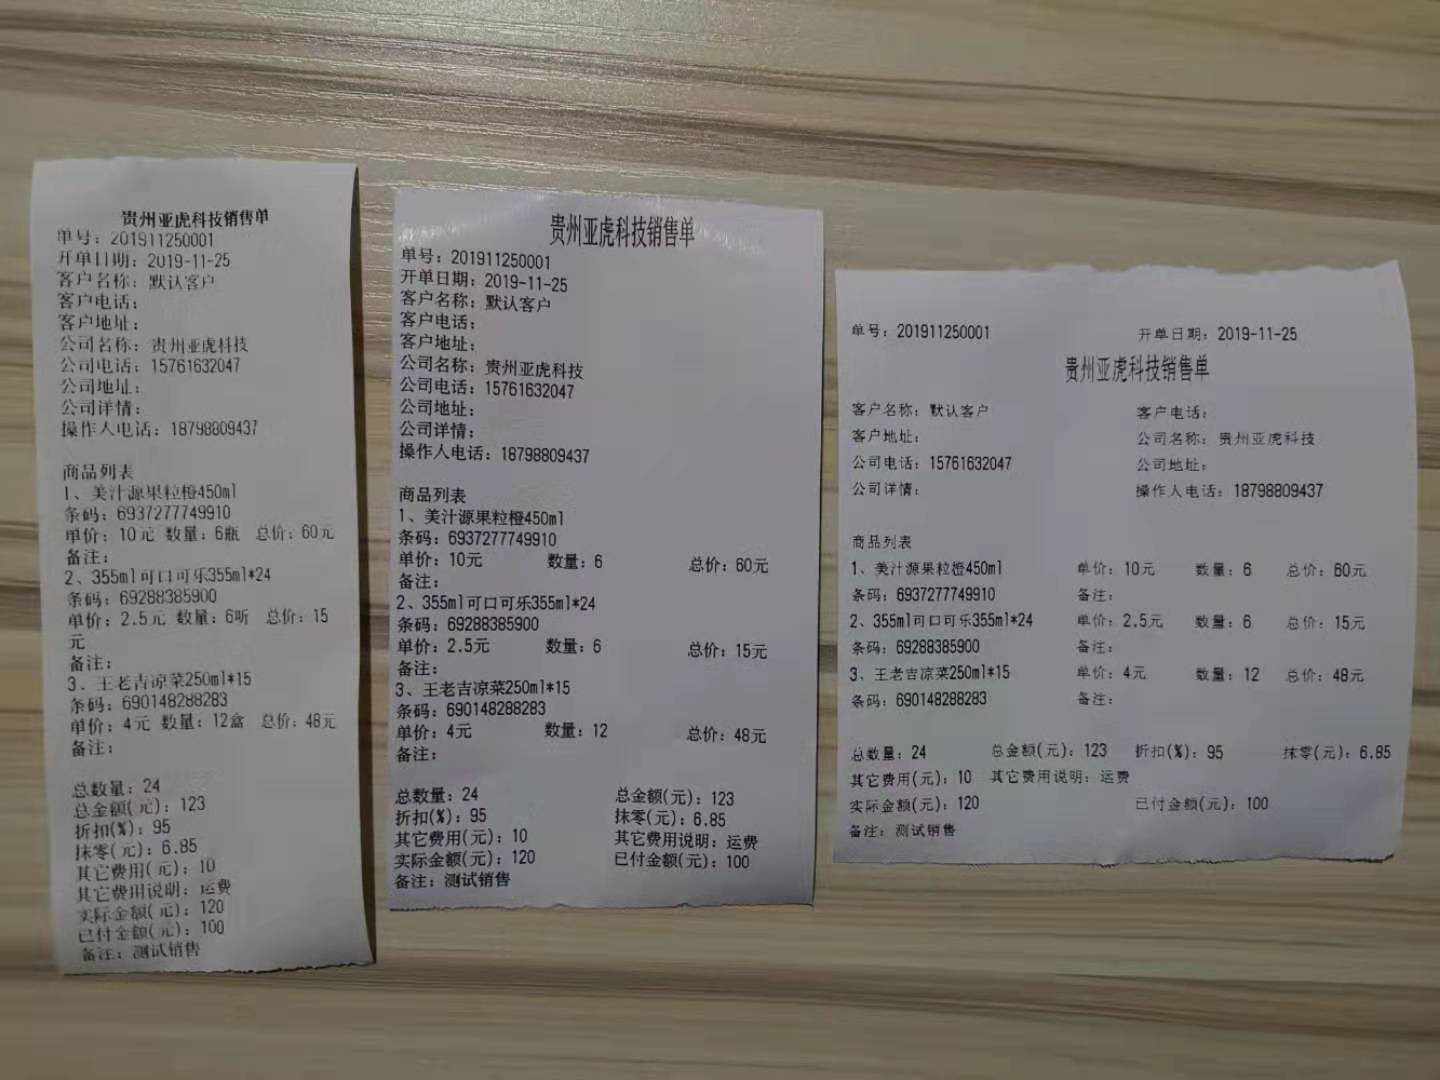 贵州亚虎科技销售单
单号：201911250001
开单日期：2019-11-25
客户名称：默认客户
客户电话：
客户地址：
公司名称：贵州亚虎科技
公司电话：15761632047
公司地址：
公司详情：
操作人电话：18798809437
商品列表
1、美汁源果粒橙450ml
条码：6937277749910
单价：10元 数量：6瓶 总价：60元
备注：
2、355ml可口可乐355ml*24
条码：69288385900
单价：2.5元 数量：6听 总价：15
元
备注：
3、王老吉凉菜250ml*15
条码：690148288283
单价：4元 数量：12盒 总价：48元
备注：
总数量：24
总金额(元)：123
折扣(%)：95
抹零(元)：6.85
其它费用(元)：10
其它费用说明：运费
实际金额(元)：120
已付金额(元)：100
备注：测试销售
贵州亚虎科技销售单
单号：201911250001
开单日期：2019-11-25
客户名称：默认客户
客户电话：
客户地址：
公司名称：贵州亚虎科技
公司电话：15761632047
公司地址：
公司详情：
操作人电话：18798809437
商品列表
1、美汁源果粒橙450ml
条码：6937277749910
单价：10元 数量：6 总价：60元
备注：
2、355ml可口可乐355ml*24
条码：69288385900
单价：2.5元 数量：6 总价：15元
备注：
3、王老吉凉菜250ml*15
条码：690148288283
单价：4元 数量：12 总价：48元
备注：
总数量：24 总金额(元)：123
折扣(%)：95 抹零(元)：6.85
其它费用(元)：10 其它费用说明：运费
实际金额(元)：120 已付金额(元)：100
备注：测试销售
单号：201911250001 开单日期：2019-11-25
贵州亚虎科技销售单
客户名称：默认客户 客户电话：
客户地址： 公司名称：贵州亚虎科技
公司电话：15761632047 公司地址：
公司详情： 操作人电话：18798809437
商品列表
1、美汁源果粒橙450ml 单价：10元 数量：6 总价：60元
条码：6937277749910 备注：
2、355ml可口可乐355ml*24 单价：2.5元 数量：6 总价：15元
条码：69288385900 备注：
3、王老吉凉菜250ml*15 单价：4元 数量：12 总价：48元
条码：690148288283 备注：
总数量：24 总金额(元)：123 折扣(%)：95 抹零(元)：6.85
其它费用(元)：10 其它费用说明：运费
实际金额(元)：120 已付金额(元)：100
备注：测试销售